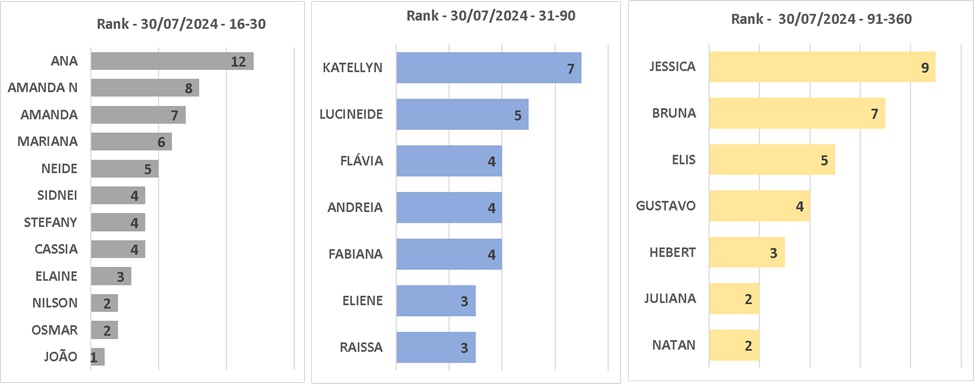 Rank - 30/07/2024 - 16-30
ANA 12
AMANDA N 8
AMANDA 7
MARIANA 6
NEIDE 5
SIDNEI 4
STEFANY 4
CASSIA 4
ELAINE 3
NILSON 2
OSMAR 2
JOÃO 1
Rank - 30/07/2024 - 31-90
KATELLYN 7
LUCINEIDE 5
FLÁVIA 4
ANDREIA 4
FABIANA 4
ELIENE 3
RAISSA 3
Rank - 30/07/2024 - 91-360
JESSICA 9
BRUNA 7
ELIS 5
GUSTAVO 4
HEBERT 3
JULIANA 2
NATAN 2